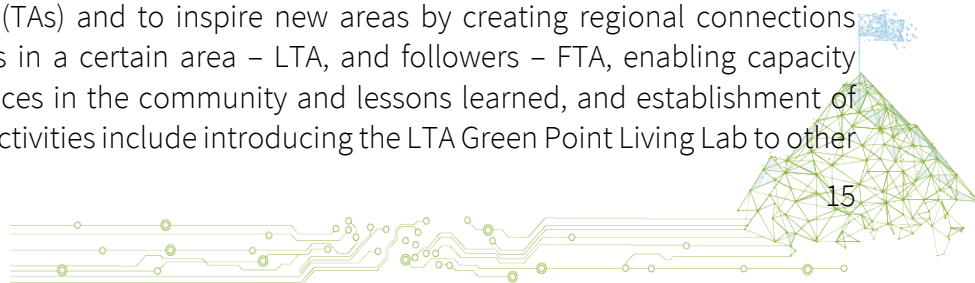 (TAs) and to inspire new areas by creating regional connections
s in a certain area – LTA, and followers – FTA, enabling capacity
ces in the community and lessons learned, and establishment of
ctivities include introducing the LTA Green Point Living Lab to other
15